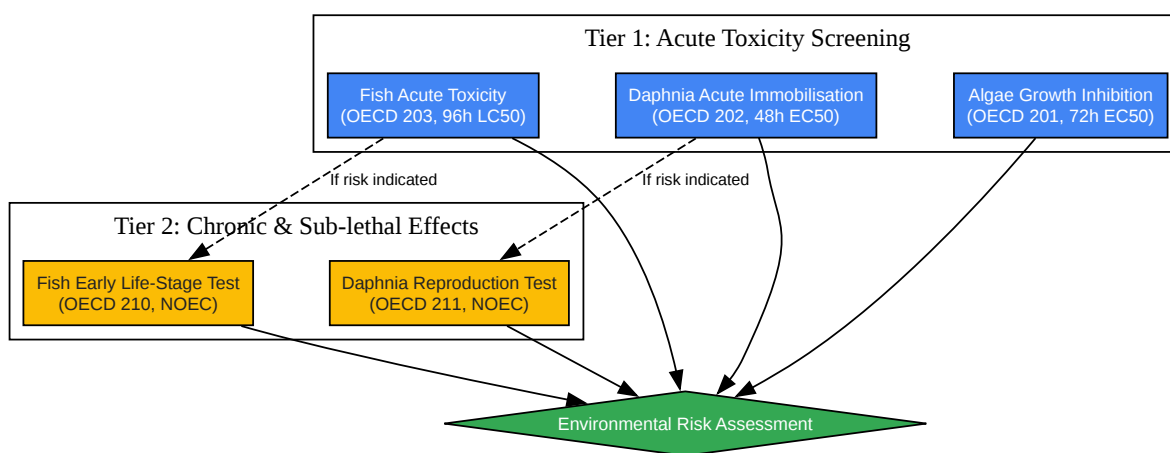 Tier 1: Acute Toxicity Screening
Fish Acute Toxicity
(OECD 203, 96h LC50)
Daphnia Acute Immobilisation
(OECD 202, 48h EC50)
Algae Growth Inhibition
(OECD 201, 72h EC50)
If risk indicated
If risk indicated
Tier 2: Chronic & Sub-lethal Effects
Fish Early Life-Stage Test
(OECD 210, NOEC)
Daphnia Reproduction Test
(OECD 211, NOEC)
Environmental Risk Assessment